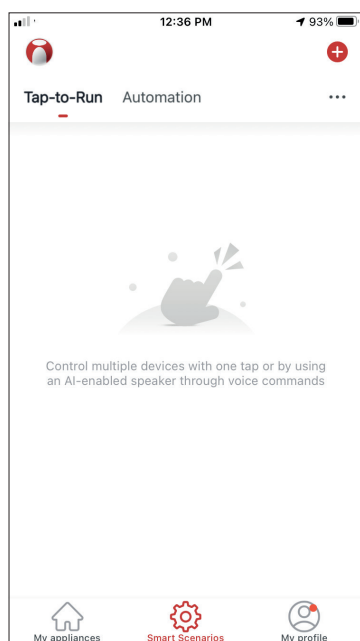 12:36 PM
93%
Tap-to-Run Automation
Control multiple devices with one tap or by using
an AI-enabled speaker through voice commands
My appliances Smart Scenarios My profile